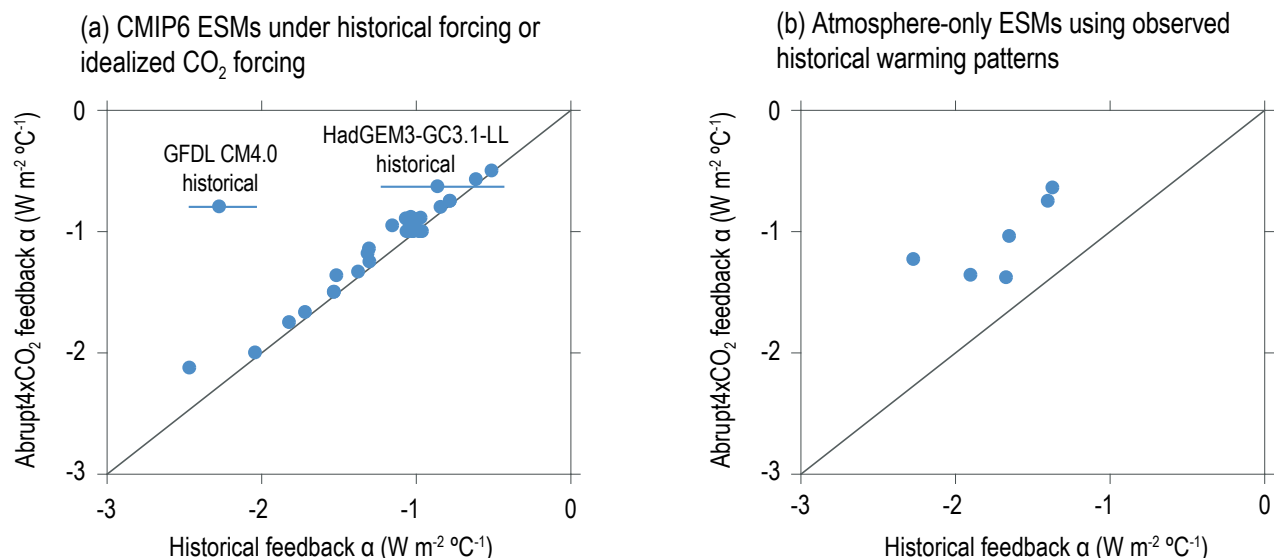 (a) CMIP6 ESMs under historical forcing or
idealized CO₂ forcing
0
-1
-2
-3
Abrupt4xCO₂ feedback α (W m⁻² ºC⁻¹)
GFDL CM4.0
historical
HadGEM3-GC3.1-LL
historical
-3
-2
-1
0
Historical feedback α (W m⁻² ºC⁻¹)
(b) Atmosphere-only ESMs using observed
historical warming patterns
0
-1
-2
-3
Abrupt4xCO₂ feedback α (W m⁻² ºC⁻¹)
-3
-2
-1
0
Historical feedback α (W m⁻² ºC⁻¹)